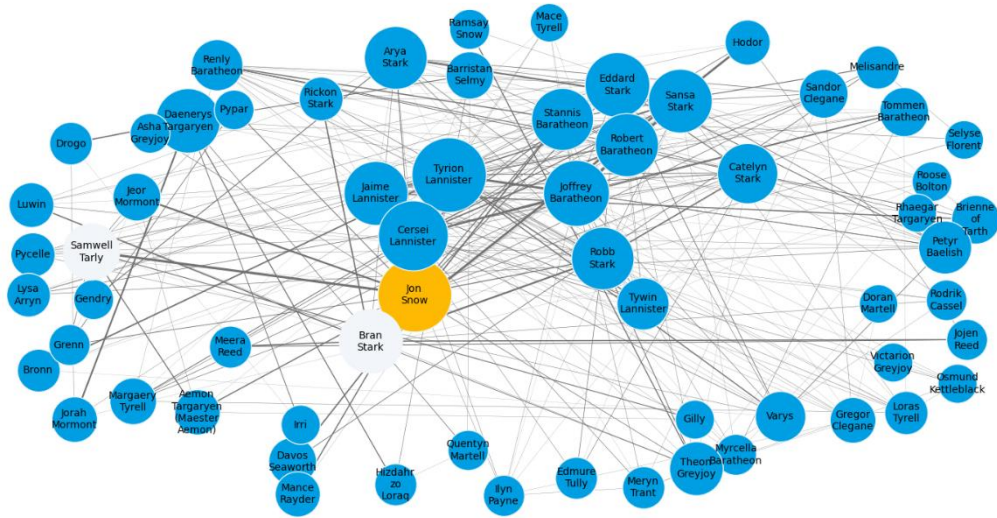 Ramsay
Snow
Mace
Tyrell
Hodor
Arya
Stark
Renly
Baratheon
Barristan
Selmy
Melisandre
Eddard
Stark
Sansa
Stark
Sandor
Clegane
Rickon
Stark
Pypar
Tommen
Baratheon
Daenerys
Targaryen
Asha
Greyjoy
Stannis
Baratheon
Robert
Baratheon
Drogo
Selyse
Florent
Tyrion
Lannister
Catelyn
Stark
Roose
Bolton
Jeor
Mormont
Jaime
Lannister
Joffrey
Baratheon
Luwin
Rhaegar
Targaryen
Brienne
of
Tarth
Cersei
Lannister
Samwell
Tarly
Petyr
Baelish
Pycelle
Robb
Stark
Lysa
Arryn
Gendry
Jon
Snow
Tywin
Lannister
Doran
Martell
Rodrik
Cassel
Grenn
Meera
Reed
Bran
Stark
Jojen
Reed
Bronn
Victarion
Greyjoy
Osmund
Kettleblack
Margaery
Tyrell
Aemon
Targaryen
(Maester
Aemon)
Jorah
Mormont
Irri
Gilly
Varys
Gregor
Clegane
Loras
Tyrell
Davos
Seaworth
Quentyn
Martell
Myrcella
Baratheon
Theon
Greyjoy
Mance
Rayder
Hizdahr
zo
Loraq
Ilyn
Payne
Edmure
Tully
Meryn
Trant